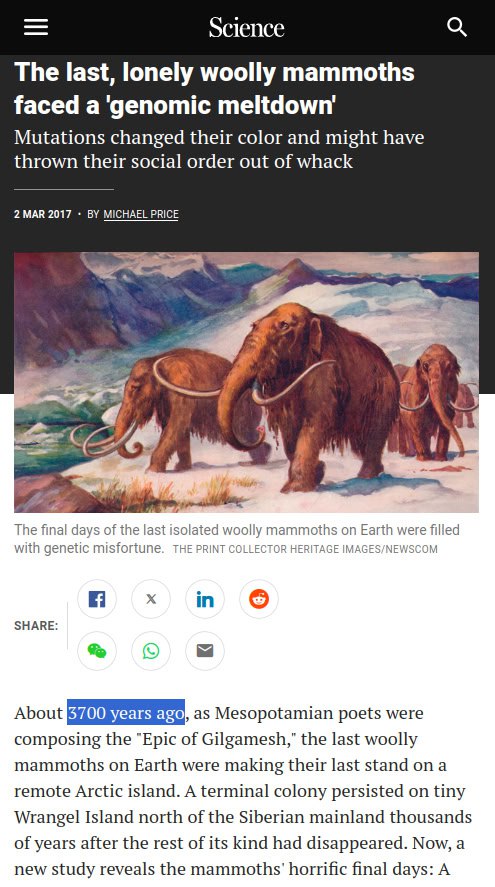 Science
The last, lonely woolly mammoths
faced a 'genomic meltdown'
Mutations changed their color and might have
thrown their social order out of whack
2 MAR 2017 • BY MICHAEL PRICE
The final days of the last isolated woolly mammoths on Earth were filled
with genetic misfortune. THE PRINT COLLECTOR HERITAGE IMAGES/NEWSCOM
SHARE:
About 3700 years ago, as Mesopotamian poets were
composing the "Epic of Gilgamesh," the last woolly
mammoths on Earth were making their last stand on a
remote Arctic island. A terminal colony persisted on tiny
Wrangel Island north of the Siberian mainland thousands
of years after the rest of its kind had disappeared. Now, a
new study reveals the mammoths' horrific final days: A